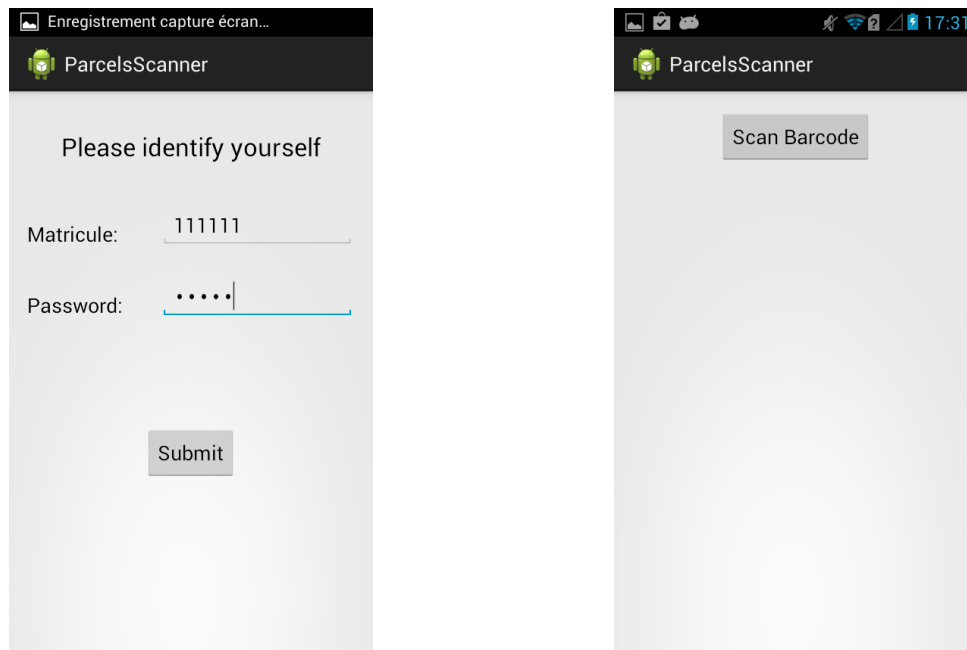 Enregistrement capture écran...
ParcelsScanner
Please identify yourself
Matricule: 111111
Password: •••••
Submit
17:31
ParcelsScanner
Scan Barcode